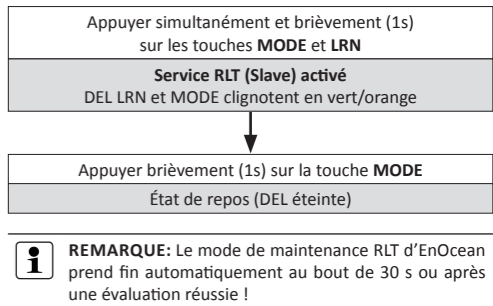 Appuyer simultanément et brièvement (1s)
sur les touches MODE et LRN
Service RLT (Slave) activé
DEL LRN et MODE clignotent en vert/orange
Appuyer brièvement (1s) sur la touche MODE
État de repos (DEL éteinte)
i
REMARQUE: Le mode de maintenance RLT d'EnOcean
prend fin automatiquement au bout de 30 s ou après
une évaluation réussie !